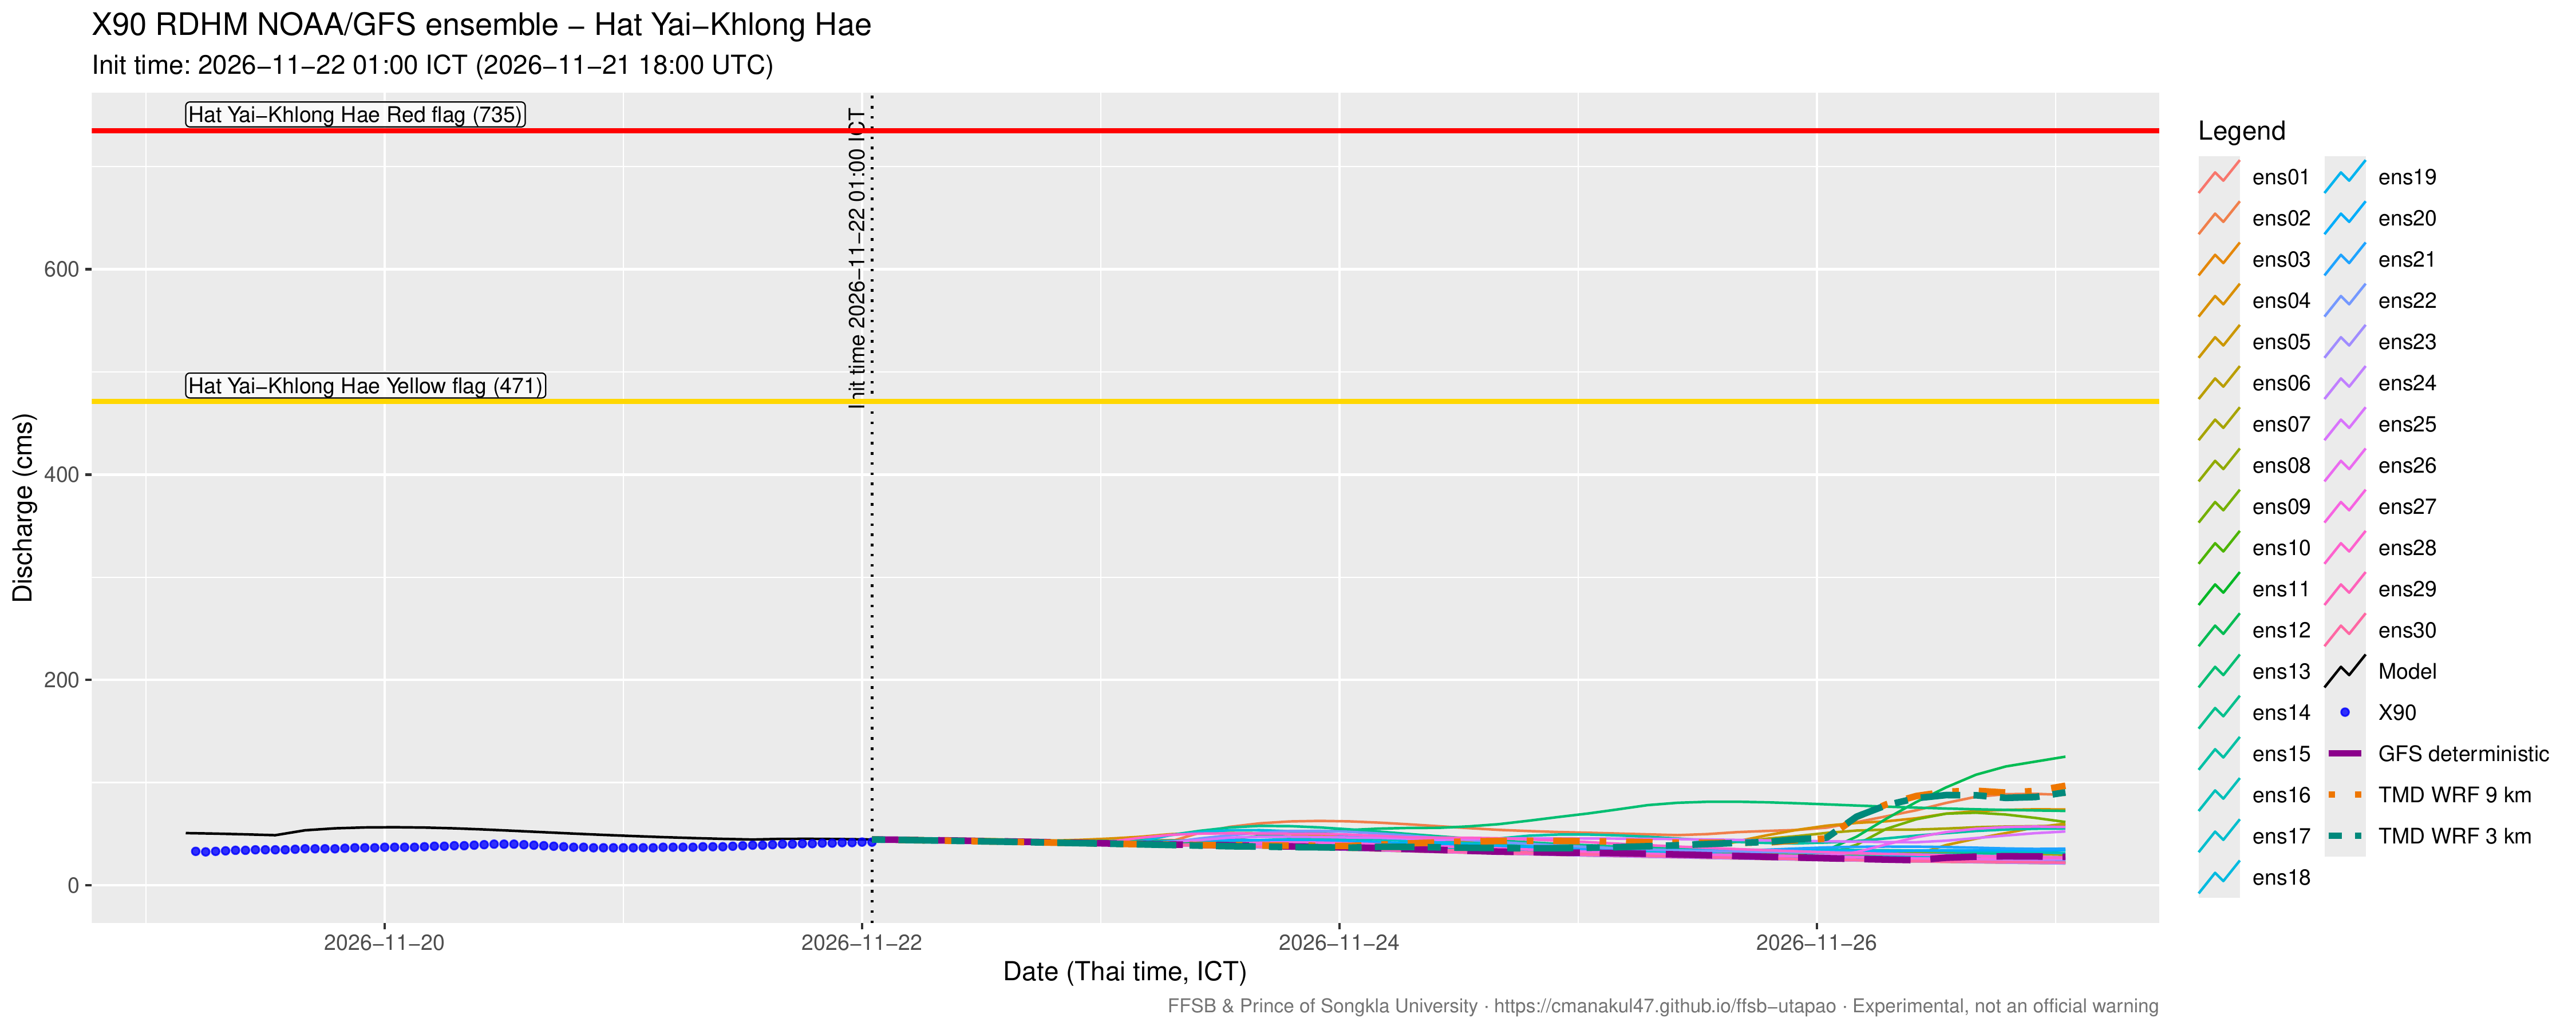 X90 RDHM NOAA/GFS ensemble – Hat Yai–Khlong Hae
Init time: 2026–11–22 01:00 ICT (2026–11–21 18:00 UTC)
Hat Yai–Khlong Hae Red flag (735)
Hat Yai–Khlong Hae Yellow flag (471)
Init time 2026–11–22 01:00 ICT
Discharge (cms)
600
400
200
0
2026–11–20
2026–11–22
2026–11–24
2026–11–26
Date (Thai time, ICT)
Legend
ens01
ens02
ens03
ens04
ens05
ens06
ens07
ens08
ens09
ens10
ens11
ens12
ens13
ens14
ens15
ens16
ens17
ens18
ens19
ens20
ens21
ens22
ens23
ens24
ens25
ens26
ens27
ens28
ens29
ens30
Model
X90
GFS deterministic
TMD WRF 9 km
TMD WRF 3 km
FFSB & Prince of Songkla University · https://cmanakul47.github.io/ffsb–utapao · Experimental, not an official warning